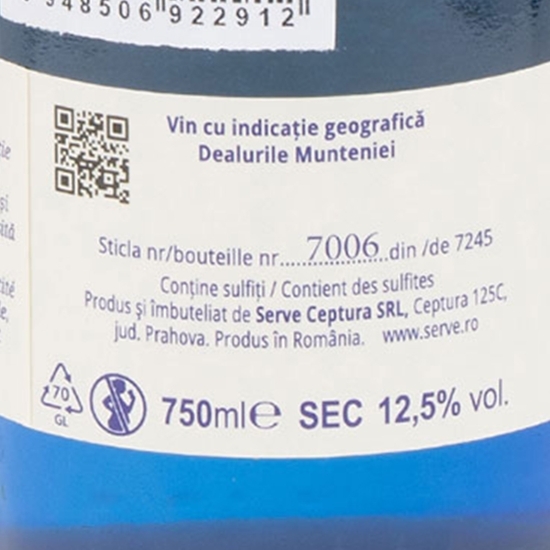 948506 922912
Vin cu indicație geografică
Dealurile Munteniei
Sticla nr/bouteille nr....7006..din /de 7245
Conține sulfiți / Contient des sulfites
Produs și îmbuteliat de Serve Ceptura SRL, Ceptura 125C,
jud. Prahova. Produs în România. www.serve.ro
70
GL
750ml℮ SEC 12,5% vol.